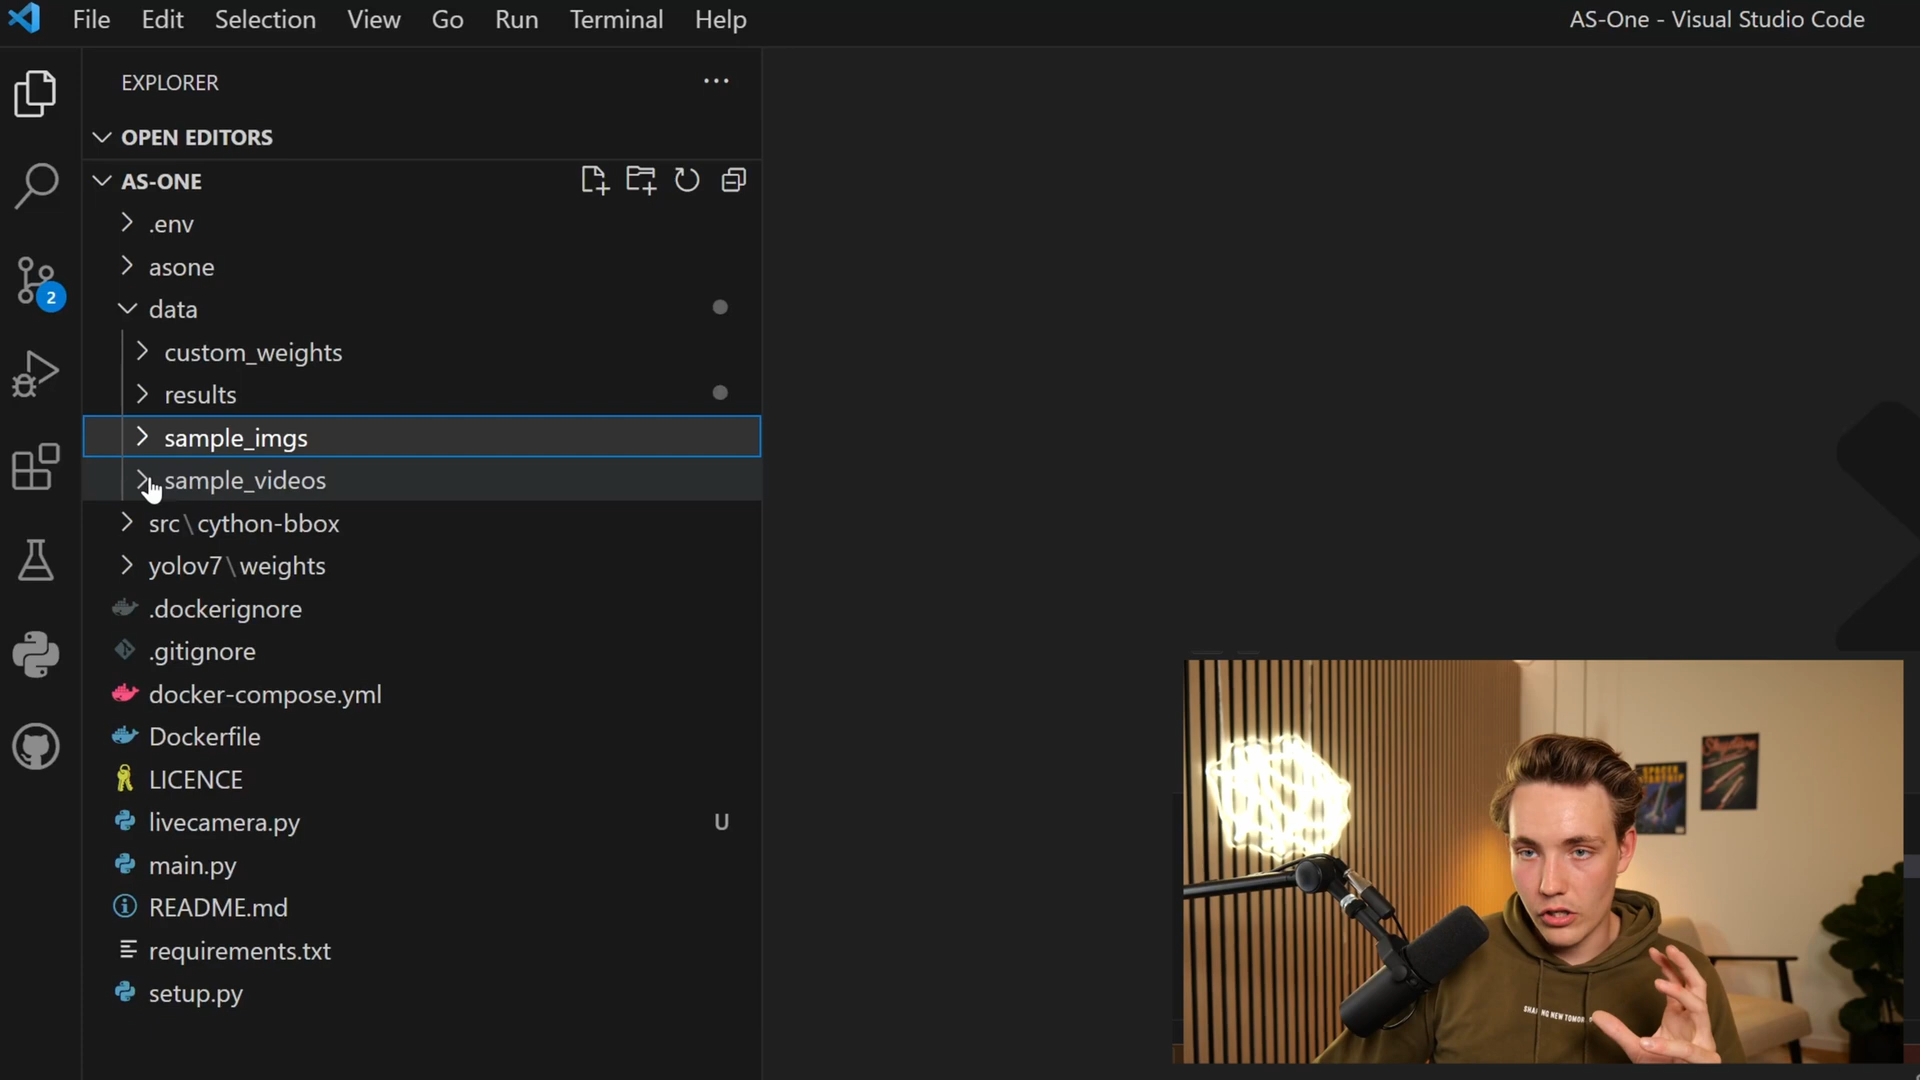 File Edit Selection View Go Run Terminal Help
AS-One - Visual Studio Code
EXPLORER
OPEN EDITORS
AS-ONE
.env
asone
data
custom_weights
results
sample_imgs
sample_videos
src\cython-bbox
yolov7\weights
.dockerignore
.gitignore
docker-compose.yml
Dockerfile
LICENCE
livecamera.py U
main.py
README.md
requirements.txt
setup.py
2